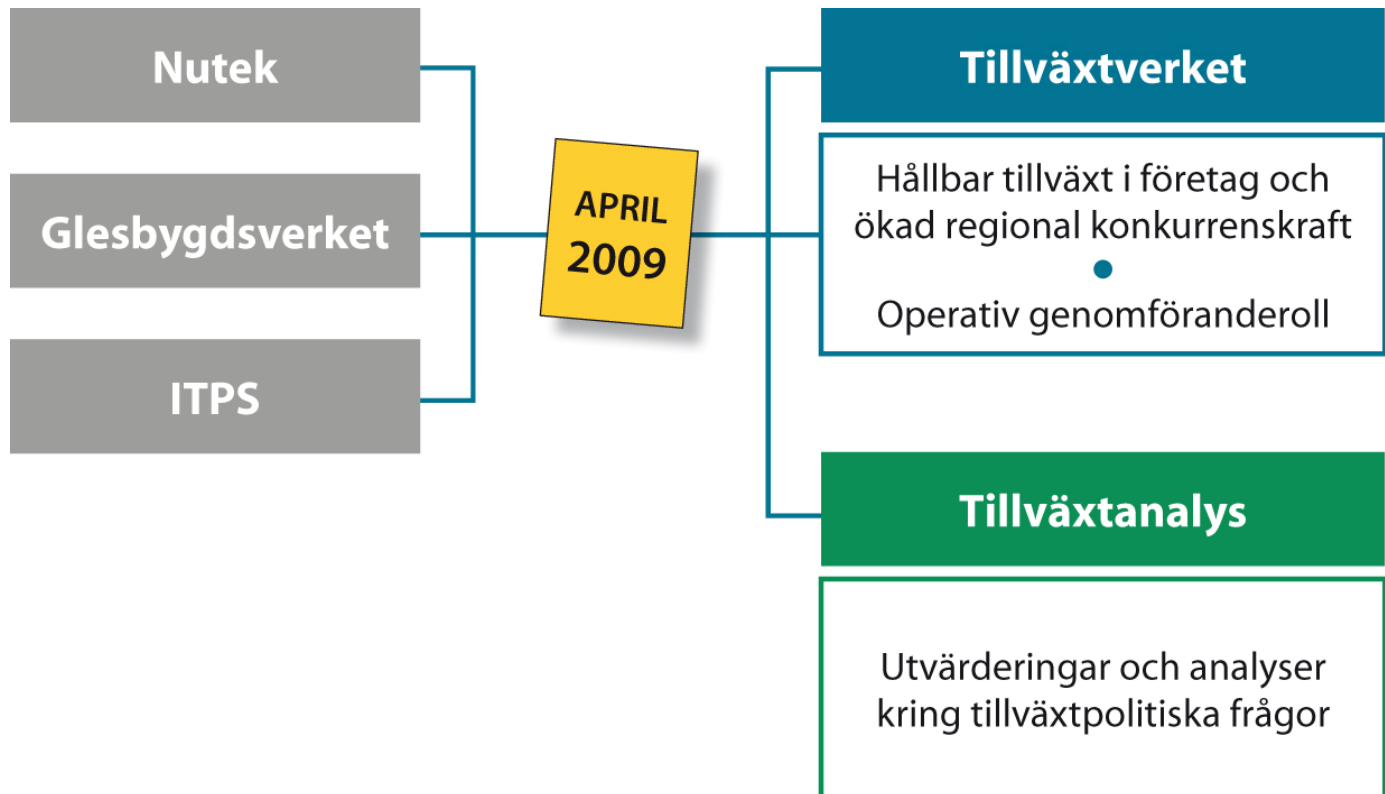 Nutek
Glesbygdsverket
ITPS
APRIL
2009
Tillväxtverket
Hållbar tillväxt i företag och
ökad regional konkurrenskraft
•
Operativ genomföranderoll
Tillväxtanalys
Utvärderingar och analyser
kring tillväxtpolitiska frågor